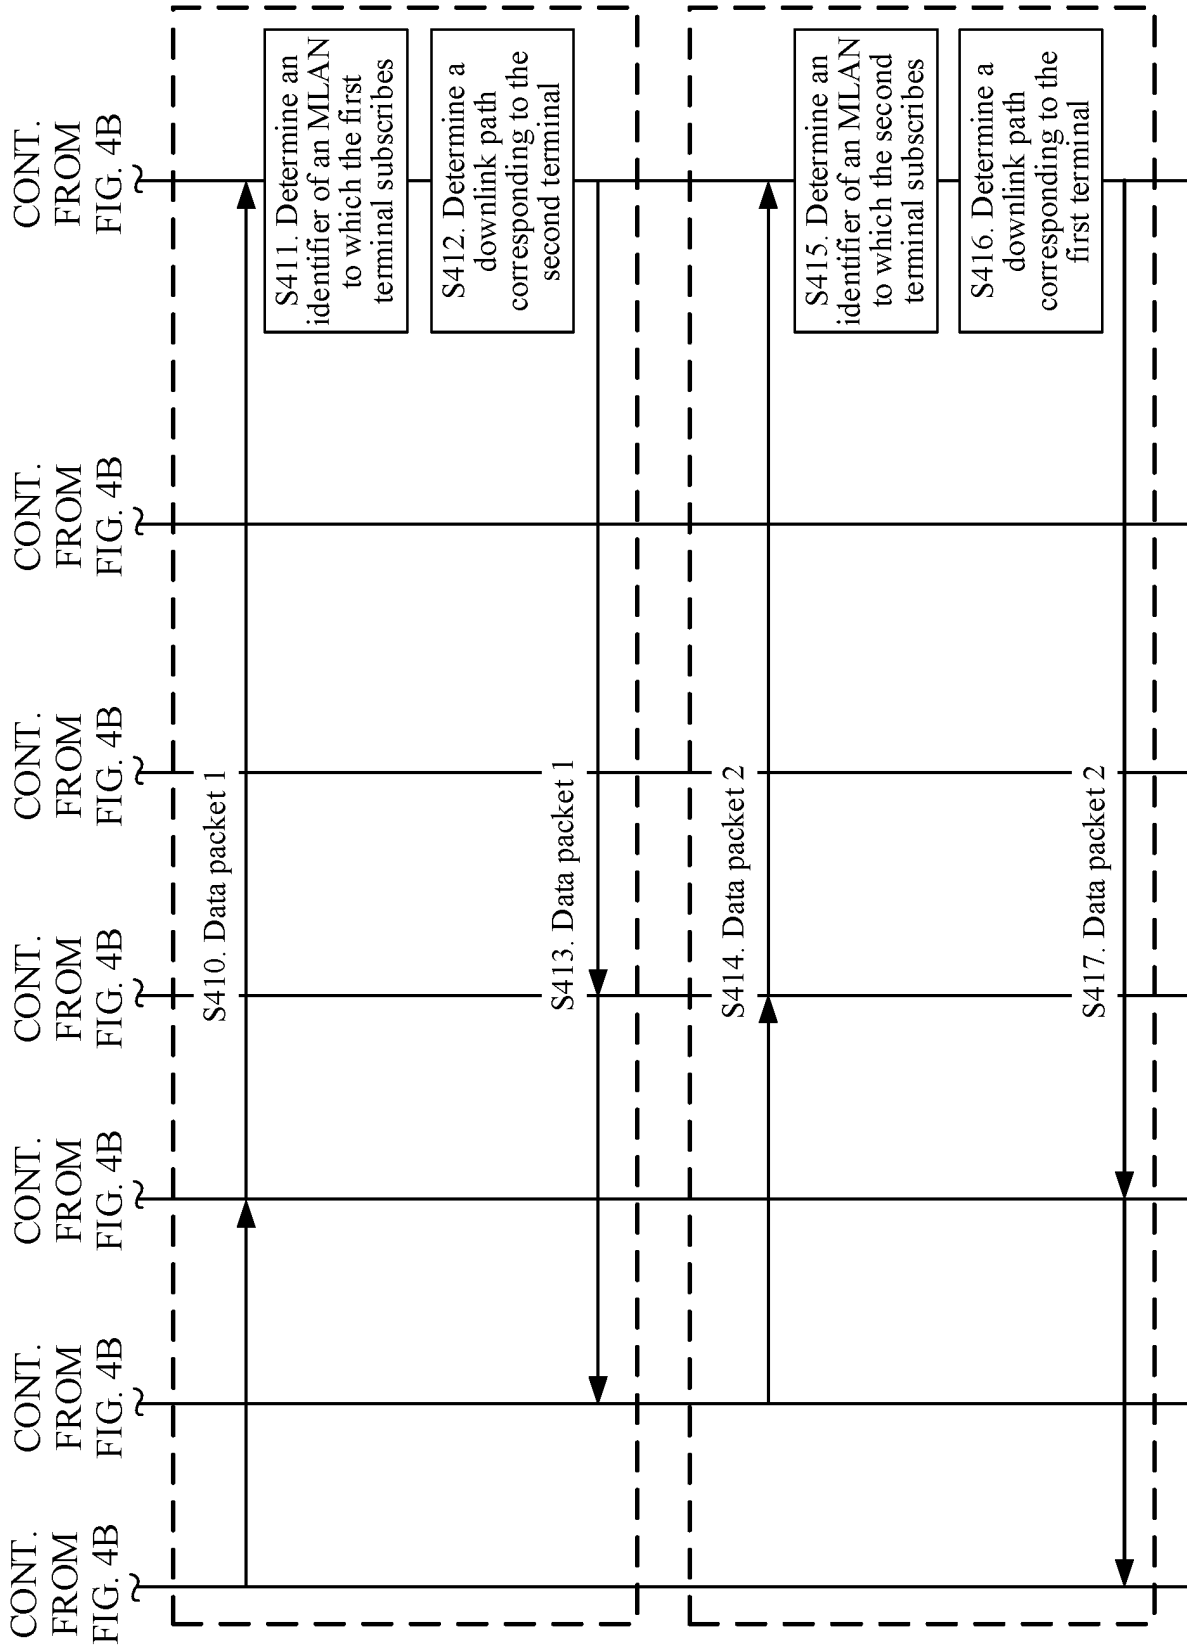 CONT.
FROM
FIG. 4B
CONT.
FROM
FIG. 4B
CONT.
FROM
FIG. 4B
CONT.
FROM
FIG. 4B
CONT.
FROM
FIG. 4B
CONT.
FROM
FIG. 4B
CONT.
FROM
FIG. 4B
S410. Data packet 1
S411. Determine an
identifier of an MLAN
to which the first
terminal subscribes
S412. Determine a
downlink path
corresponding to the
second terminal
S413. Data packet 1
S414. Data packet 2
S415. Determine an
identifier of an MLAN
to which the second
terminal subscribes
S416. Determine a
downlink path
corresponding to the
first terminal
S417. Data packet 2